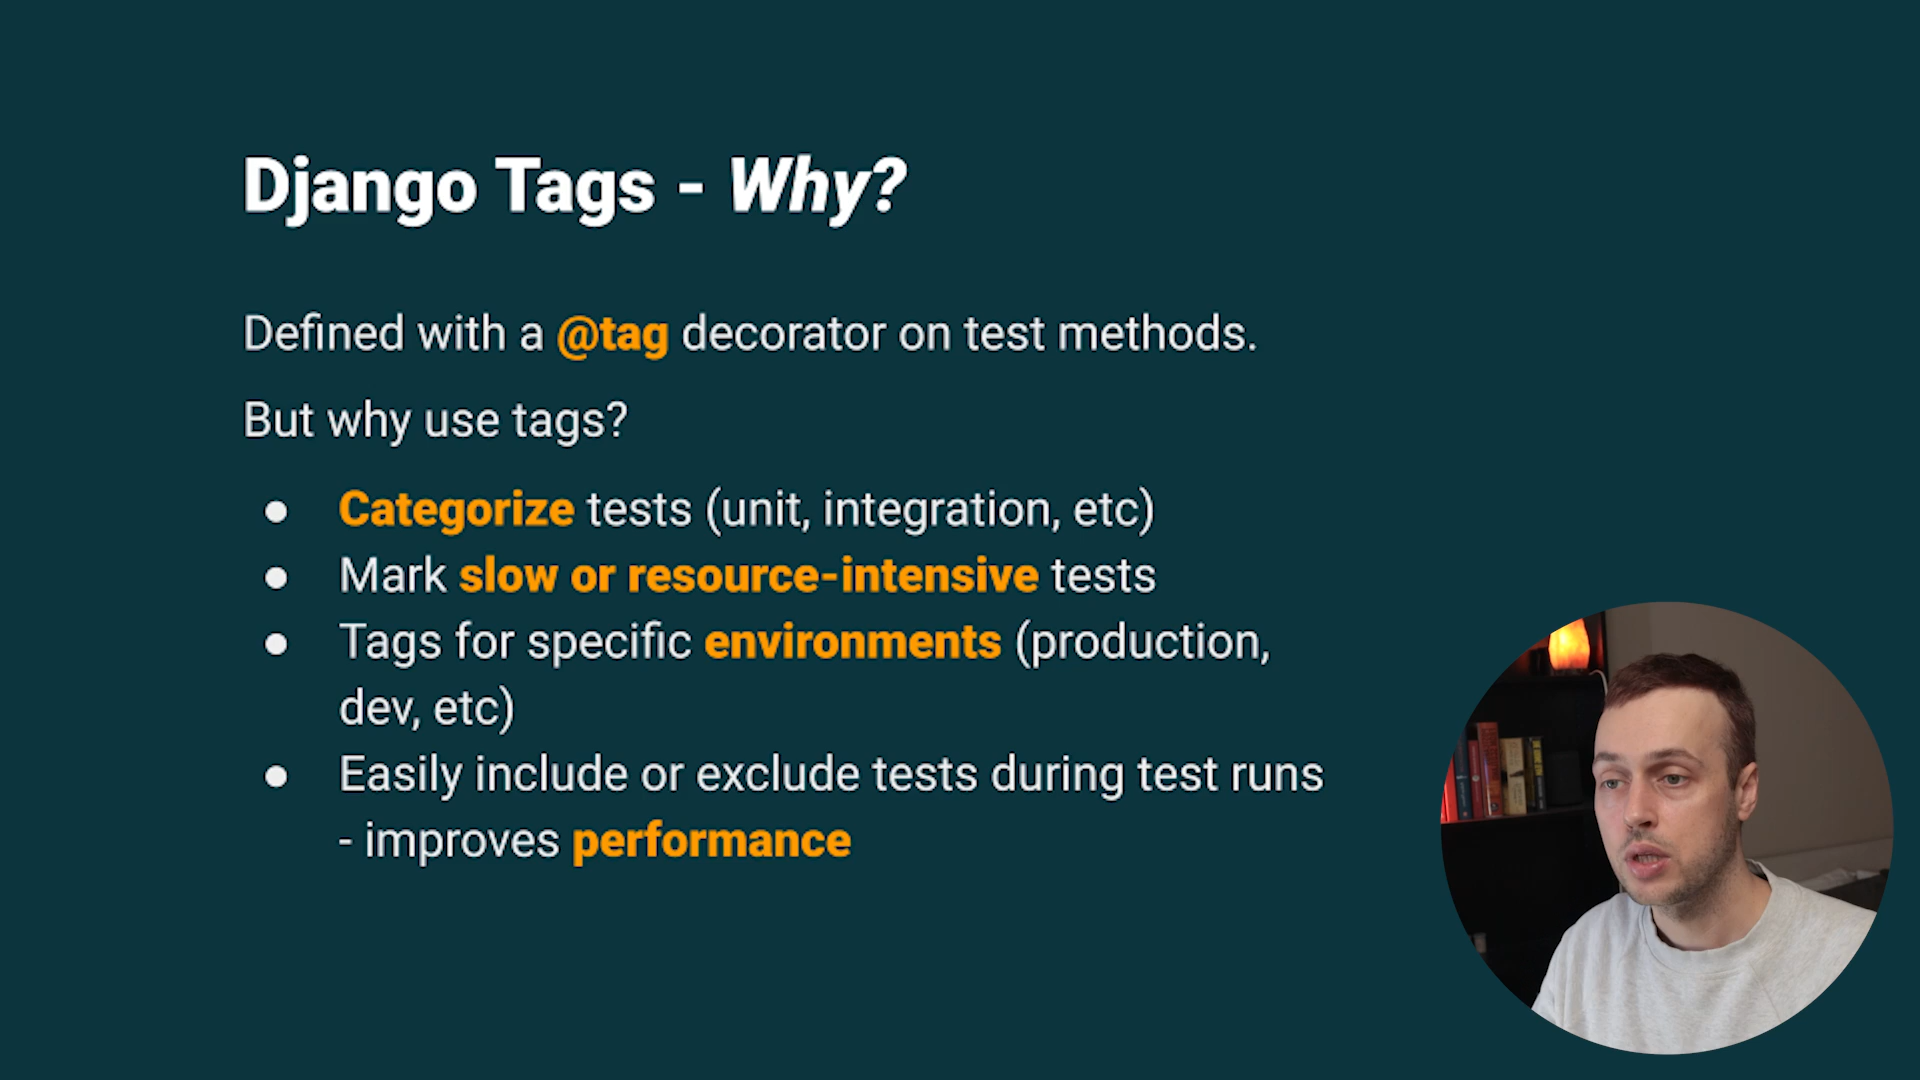 Django Tags - Why?
Defined with a @tag decorator on test methods.
But why use tags?
● Categorize tests (unit, integration, etc)
● Mark slow or resource-intensive tests
● Tags for specific environments (production,
dev, etc)
● Easily include or exclude tests during test runs
- improves performance